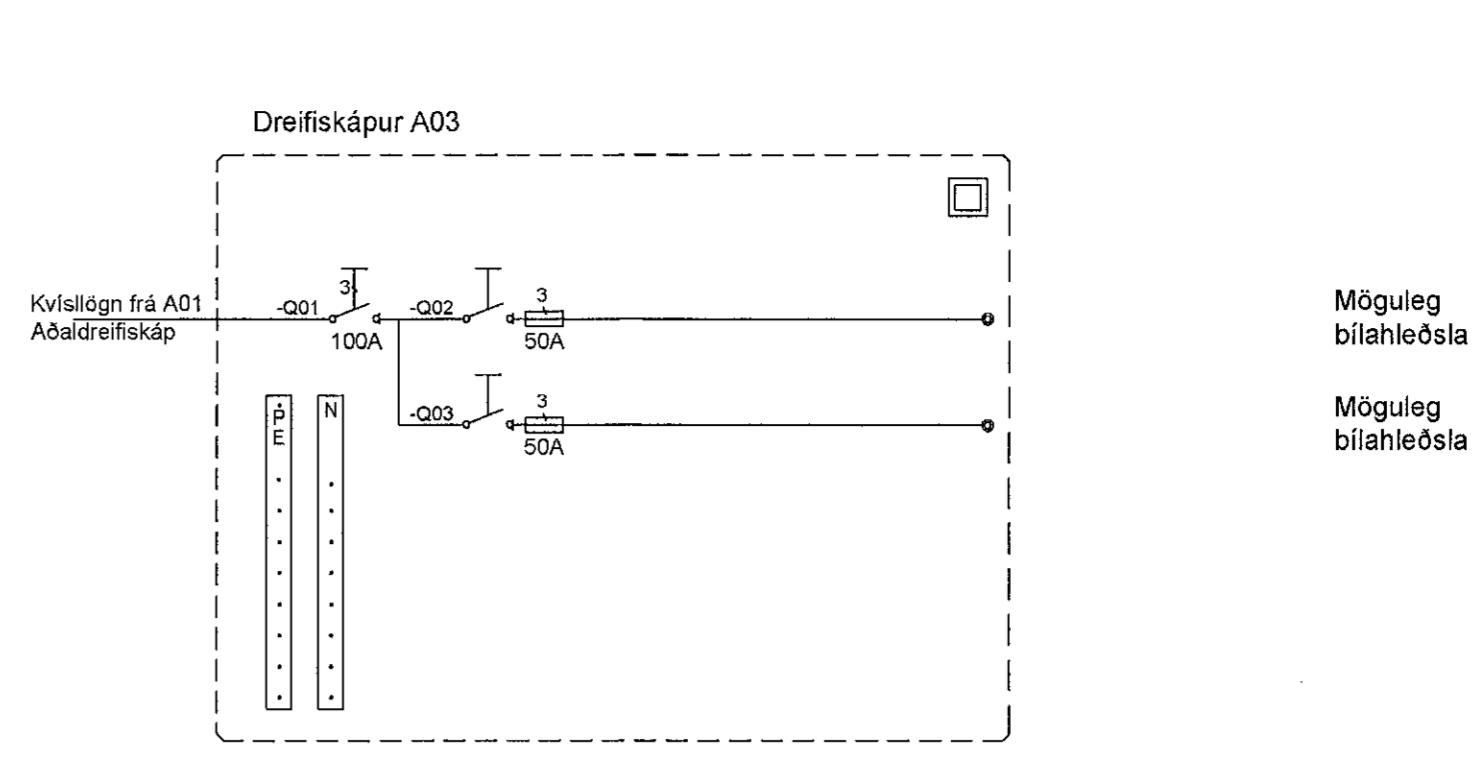 Dreifiskápur A03
Kvísllögn frá A01
Aðaldreifiskáp
-Q01
3
100A
-Q02
3
50A
Möguleg
bílahleðsla
-Q03
3
50A
Möguleg
bílahleðsla
PE
N